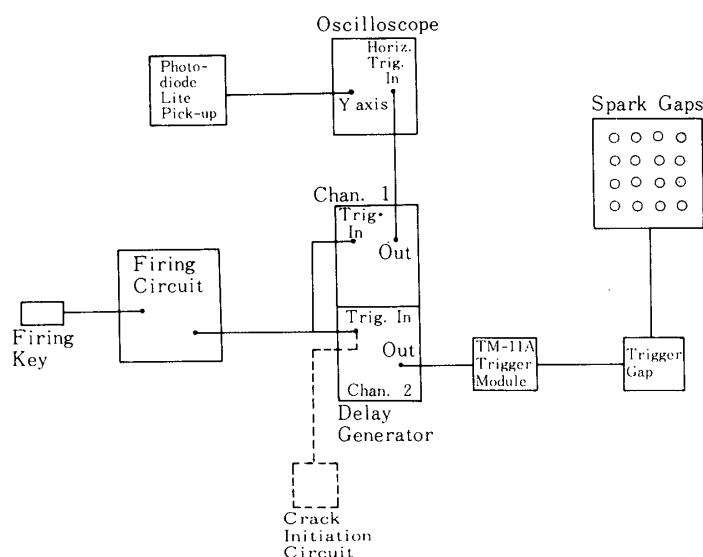 Oscilloscope
Horiz.
Trig.
In
Y axis
Photo-
diode
Lite
Pick-up
Spark Gaps
Chan. 1
Trig.
In
Out
Firing
Circuit
Firing
Key
Trig. In
Out
Chan. 2
Delay
Generator
TM-11A
Trigger
Module
Trigger
Gap
Crack
Initiation
Circuit